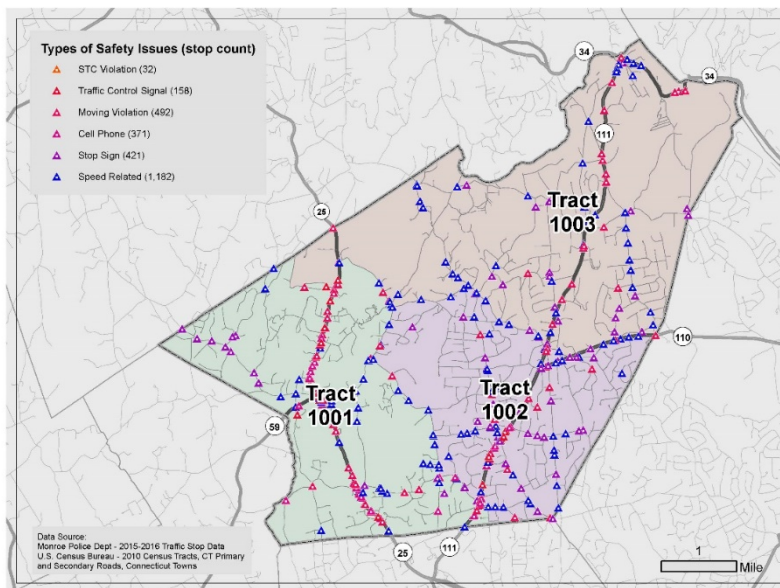 Types of Safety Issues (stop count)
STC Violation (32)
Traffic Control Signal (158)
Moving Violation (492)
Cell Phone (371)
Stop Sign (421)
Speed Related (1,182)
34
34
111
25
Tract
1003
110
Tract
1001
Tract
1002
59
25
111
Data Source:
Monroe Police Dept - 2015-2016 Traffic Stop Data
U.S. Census Bureau - 2010 Census Tracts, CT Primary
and Secondary Roads, Connecticut Towns
1
Mile